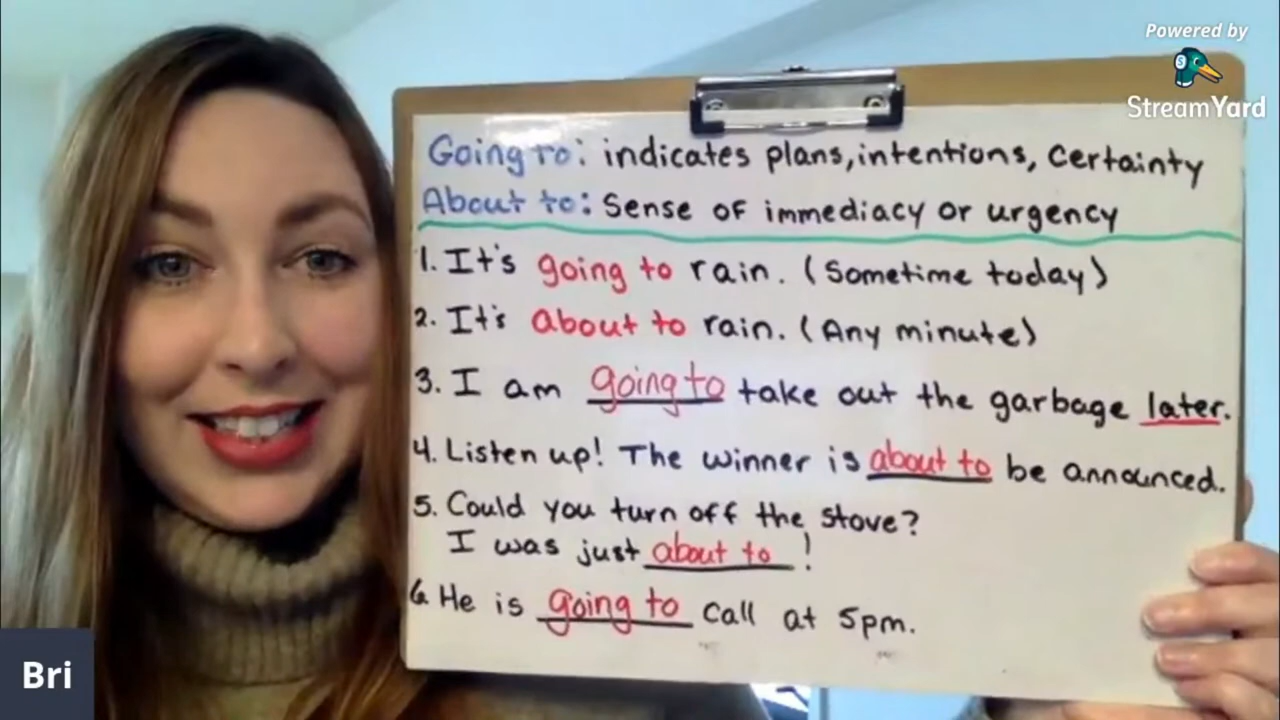 Powered by
StreamYard
Going to: indicates plans, intentions, Certainty
About to: Sense of immediacy or urgency
1. It's going to rain. (Sometime today)
2. It's about to rain. (Any minute)
3. I am going to take out the garbage later.
4. Listen up! The winner is about to be announced.
5. Could you turn off the stove?
I was just about to !
6. He is going to call at 5pm.
Bri